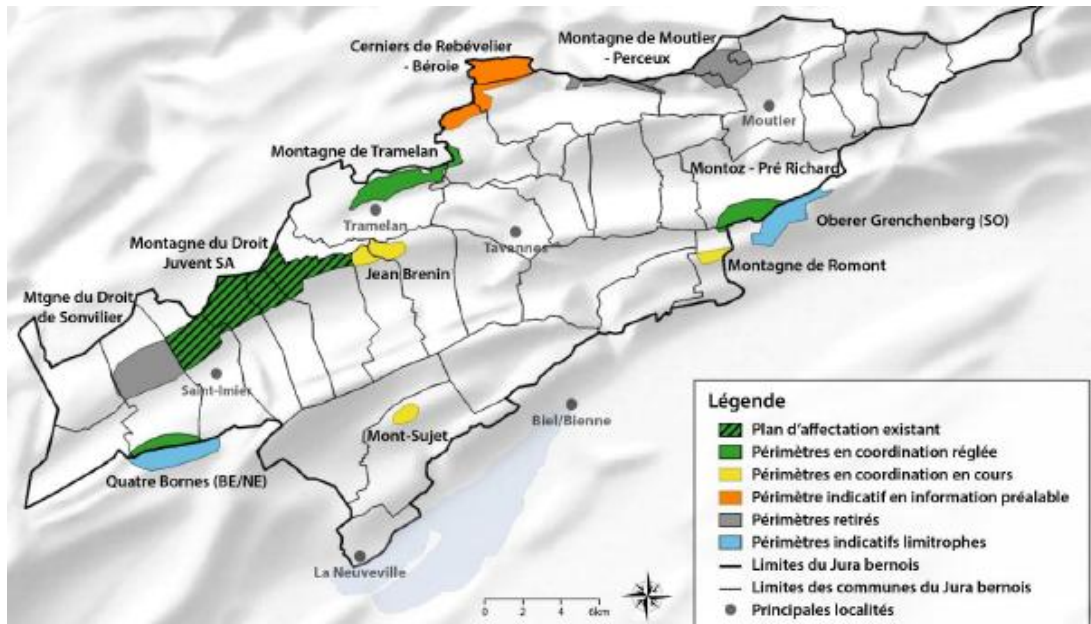 Cerniers de Rebévelier
- Béroie
Montagne de Moutier
- Perceux
Moutier
Montagne de Tramelan
Montoz - Pré Richard
Tramelan
Oberer Grenchenberg (SO)
Montagne du Droit
Juvent SA
Tavannes
Jean Brenin
Montagne de Romont
Mtgne du Droit
de Sonvilier
Saint-Imier
Mont-Sujet
Biel/Bienne
Quatre Bornes (BE/NE)
La Neuveville
0 2 4 6km
Légende
Plan d'affectation existant
Périmètres en coordination réglée
Périmètres en coordination en cours
Périmètre indicatif en information préalable
Périmètres retirés
Périmètres indicatifs limitrophes
Limites du Jura bernois
Limites des communes du Jura bernois
Principales localités